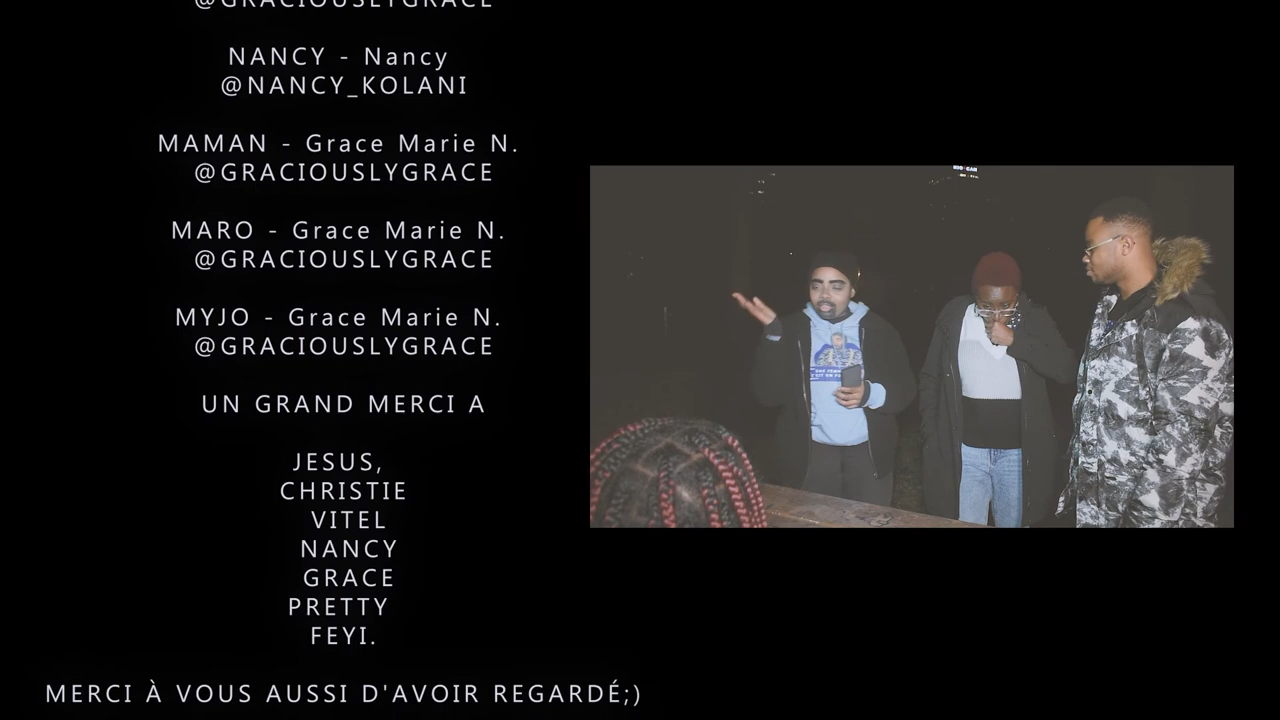 @GRACIOUSLYGRACE
NANCY - Nancy
@NANCY_KOLANI
MAMAN - Grace Marie N.
@GRACIOUSLYGRACE
MARO - Grace Marie N.
@GRACIOUSLYGRACE
MYJO - Grace Marie N.
@GRACIOUSLYGRACE
UN GRAND MERCI A
JESUS,
CHRISTIE
VITEL
NANCY
GRACE
PRETTY
FEYI.
MERCI À VOUS AUSSI D'AVOIR REGARDÉ;)